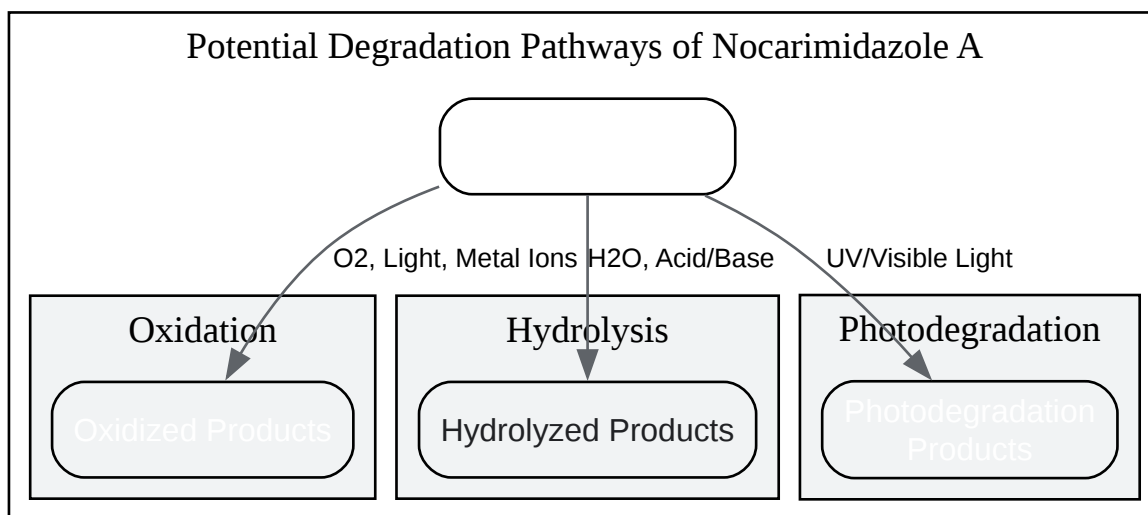 Potential Degradation Pathways of Nocarimidazole A
O2, Light, Metal Ions
H2O, Acid/Base
UV/Visible Light
Oxidation
Hydrolysis
Photodegradation
Oxidized Products
Hydrolyzed Products
Photodegradation
Products